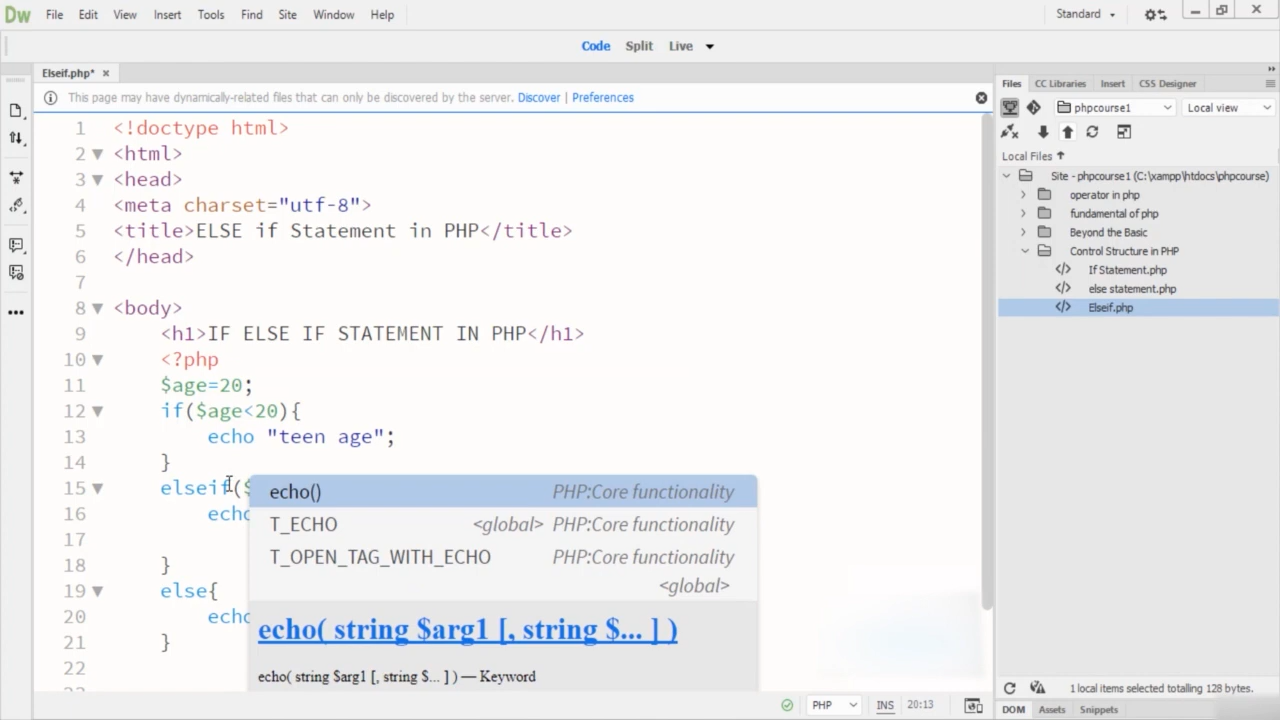 Dw File Edit View Insert Tools Find Site Window Help Standard
Code Split Live
Elseif.php* ×
This page may have dynamically-related files that can only be discovered by the server. Discover | Preferences
1 <!doctype html>
2 <html>
3 <head>
4 <meta charset="utf-8">
5 <title>ELSE if Statement in PHP</title>
6 </head>
7
8 <body>
9 <h1>IF ELSE IF STATEMENT IN PHP</h1>
10 <?php
11 $age=20;
12 if($age<20){
13 echo "teen age";
14 }
15 elseif($
16 echo
17
18 }
19 else{
20 echo
21 }
22
echo() PHP:Core functionality
T_ECHO <global> PHP:Core functionality
T_OPEN_TAG_WITH_ECHO PHP:Core functionality
<global>
echo( string $arg1 [, string $... ] )
echo( string $arg1 [, string $... ] ) — Keyword
PHP INS 20:13
Files CC Libraries Insert CSS Designer
phpcourse1 Local view
Local Files
Site - phpcourse1 (C:\xampp\htdocs\phpcourse)
operator in php
fundamental of php
Beyond the Basic
Control Structure in PHP
If Statement.php
else statement.php
Elseif.php
1 local items selected totalling 128 bytes.
DOM Assets Snippets